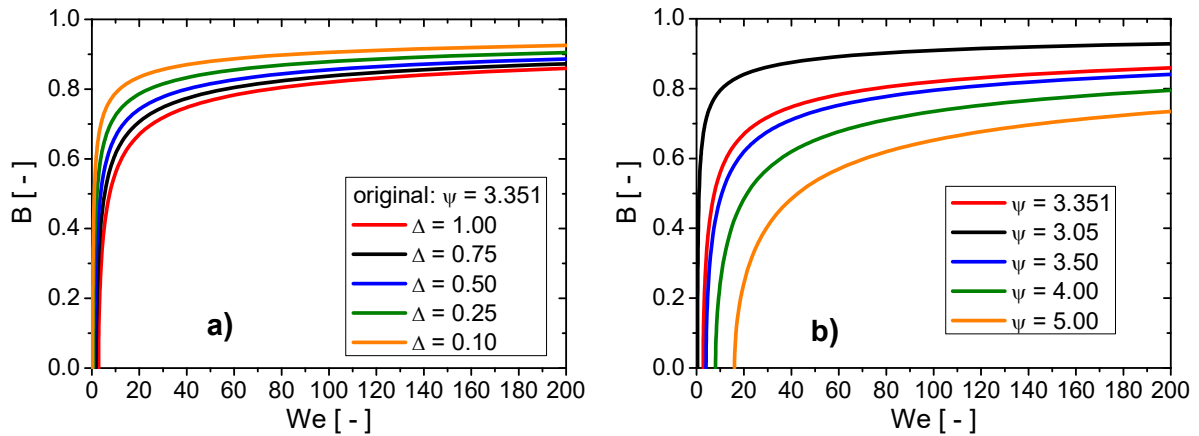 1.0
0.8
0.6
0.4
0.2
0.0
B [ - ]
0 20 40 60 80 100 120 140 160 180 200
We [ - ]
original: ψ = 3.351
Δ = 1.00
Δ = 0.75
Δ = 0.50
Δ = 0.25
Δ = 0.10
a)
1.0
0.8
0.6
0.4
0.2
0.0
B [ - ]
0 20 40 60 80 100 120 140 160 180 200
We [ - ]
ψ = 3.351
ψ = 3.05
ψ = 3.50
ψ = 4.00
ψ = 5.00
b)